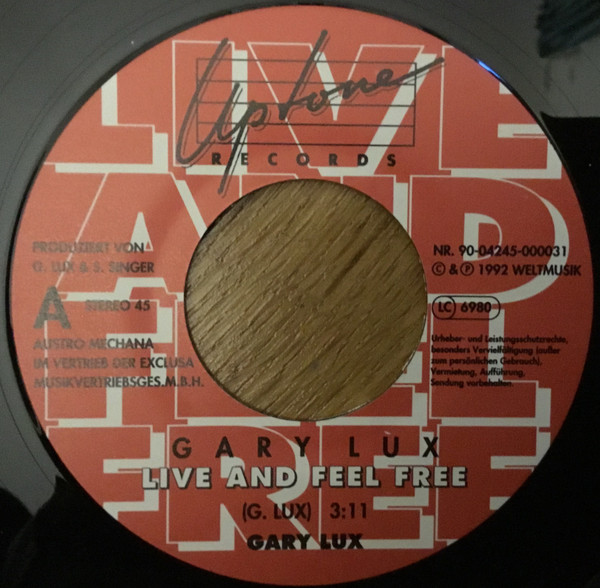 LIVE
AND
FEEL
FREE
Uptone
RECORDS
PRODUZIERT VON
G. LUX & S. SINGER
A STEREO 45
AUSTRO MECHANA
IM VERTRIEB DER EXCLUSA
MUSIKVERTRIEBSGES.M.B.H.
NR. 90-04245-000031
© & ℗ 1992 WELTMUSIK
LC 6980
Urheber- und Leistungsschutzrechte,
besonders Vervielfältigung (außer
zum persönlichen Gebrauch),
Vermietung, Aufführung,
Sendung vorbehalten.
GARY LUX
LIVE AND FEEL FREE
(G. LUX) 3:11
GARY LUX